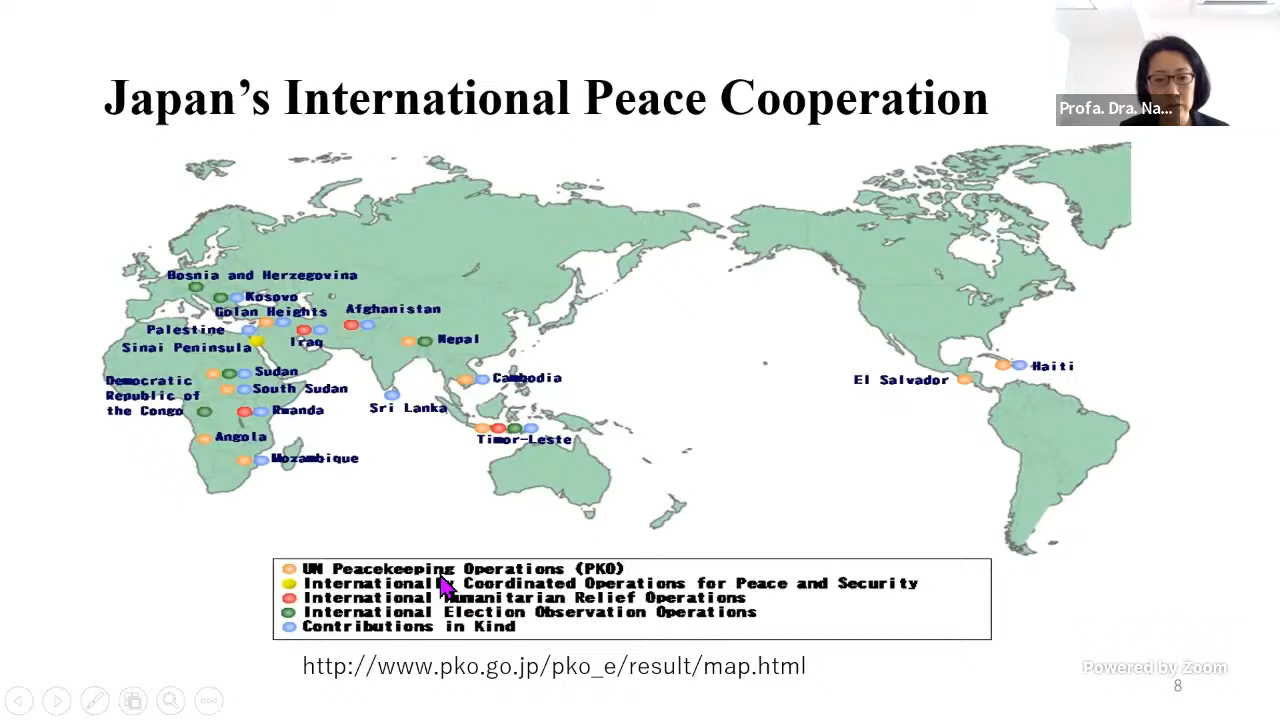 Japan's International Peace Cooperation
Profa. Dra. Na...
Bosnia and Herzegovina
Kosovo
Golan Heights
Afghanistan
Palestine
Iraq
Nepal
Sinai Peninsula
Sudan
Democratic
Republic of
the Congo
South Sudan
Cambodia
Sri Lanka
Rwanda
Angola
Timor-Leste
Mozambique
El Salvador
Haiti
UN Peacekeeping Operations (PKO)
Internationally Coordinated Operations for Peace and Security
International Humanitarian Relief Operations
International Election Observation Operations
Contributions in Kind
http://www.pko.go.jp/pko_e/result/map.html
Powered by Zoom
8